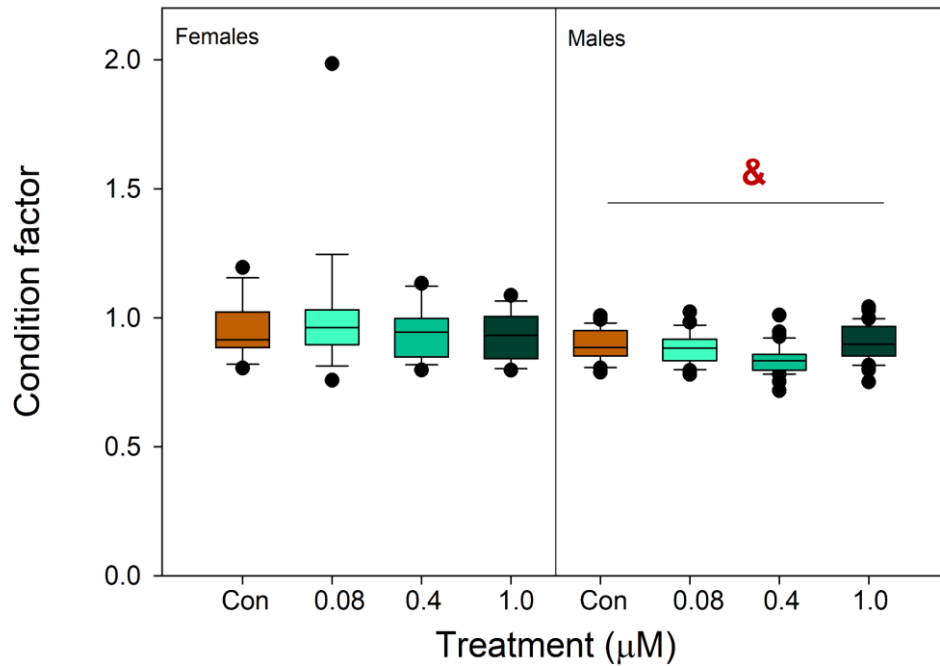 Females
Males
&
Condition factor
2.0
1.5
1.0
0.5
0.0
Con 0.08 0.4 1.0 Con 0.08 0.4 1.0
Treatment (μM)